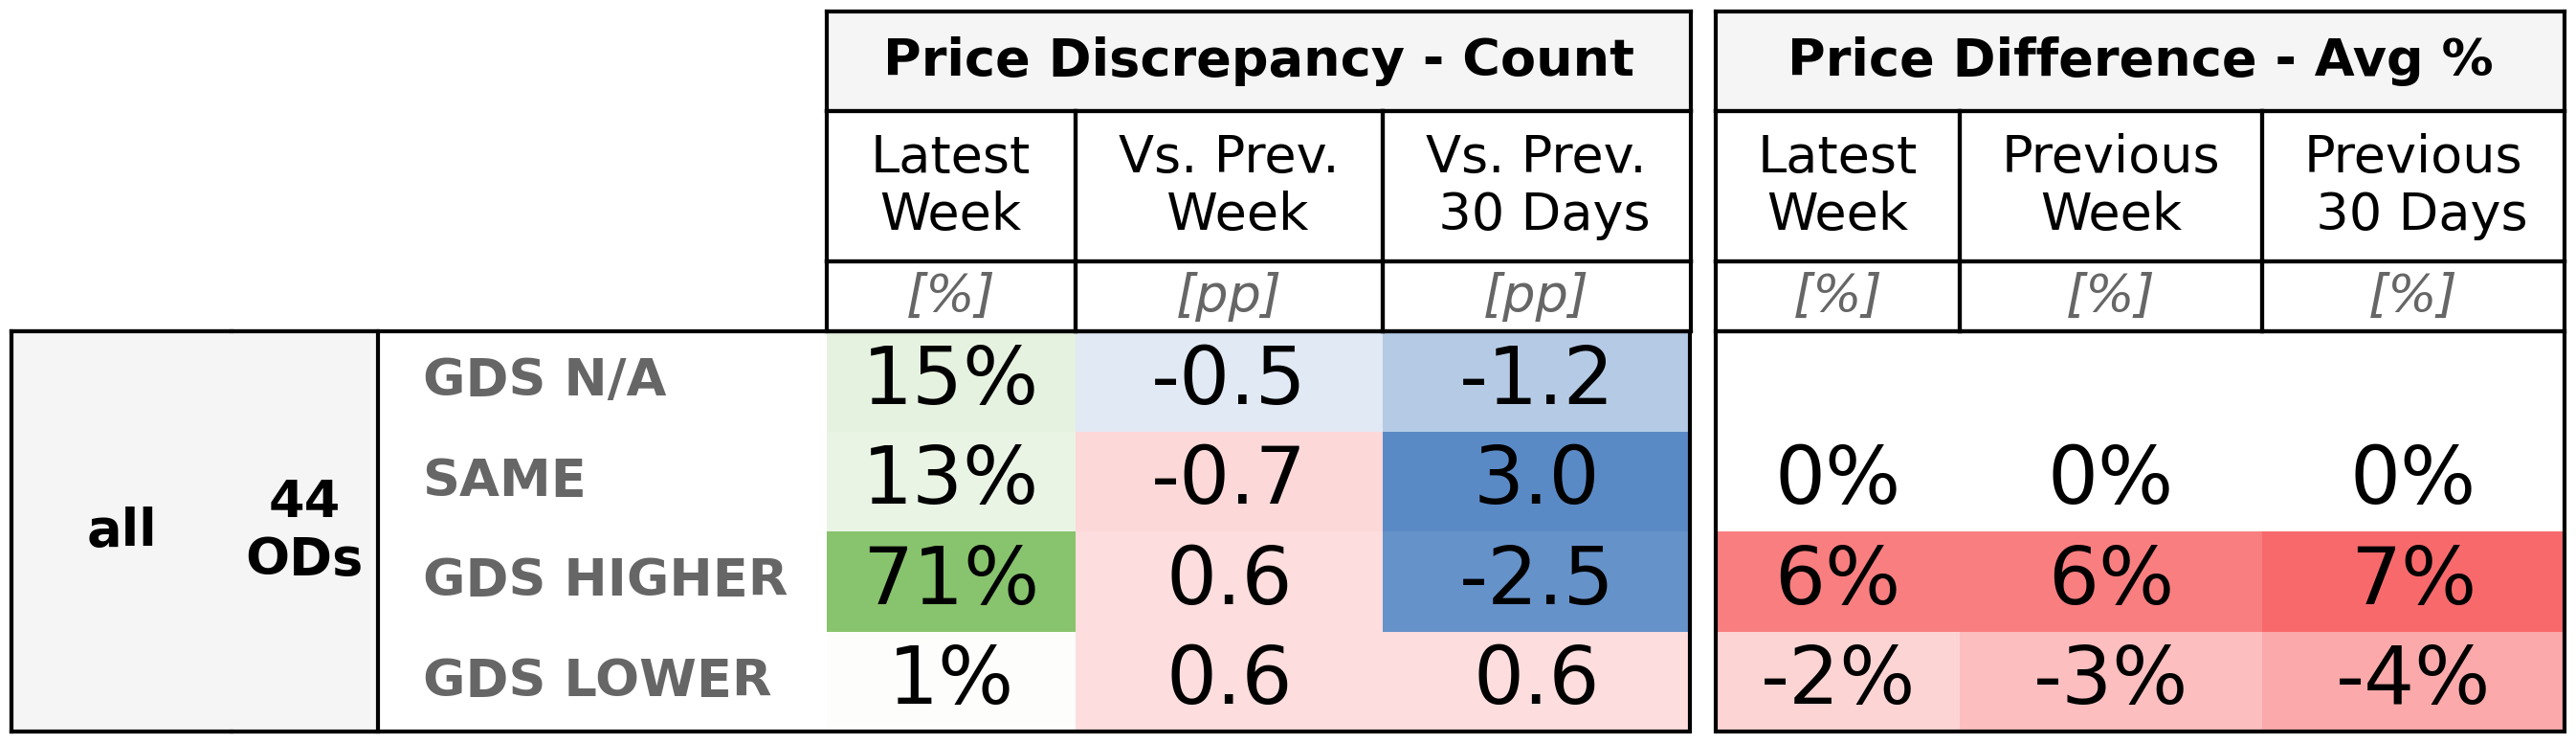 Price Discrepancy - Count Price Difference - Avg %
Latest Week Vs. Prev. Week Vs. Prev. 30 Days Latest Week Previous Week Previous 30 Days
[%] [pp] [pp] [%] [%] [%]
all 44 ODs
GDS N/A 15% -0.5 -1.2
SAME 13% -0.7 3.0 0% 0% 0%
GDS HIGHER 71% 0.6 -2.5 6% 6% 7%
GDS LOWER 1% 0.6 0.6 -2% -3% -4%